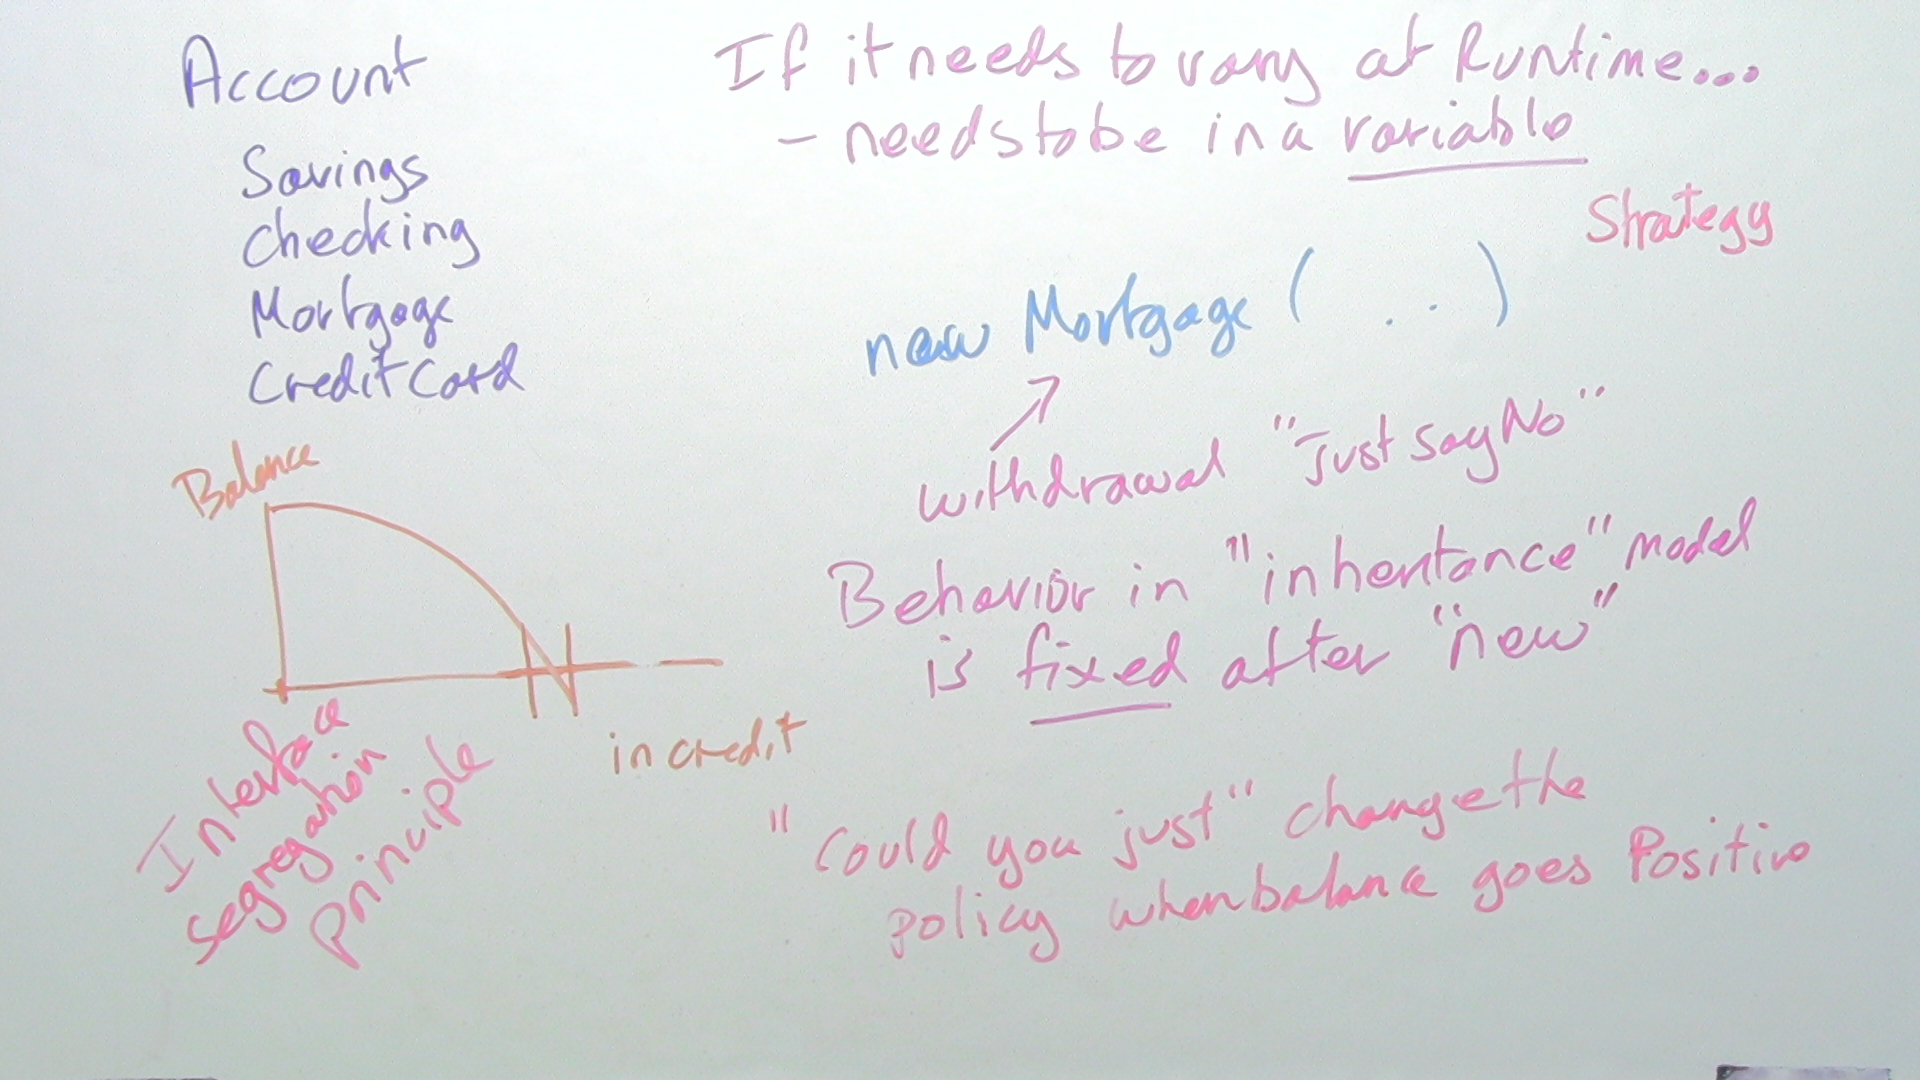 Account
Savings
Checking
Mortgage
Credit Card
Balance
in credit
Interface
segregation
principle
If it needs to vary at Runtime...
- needs to be in a variable
Strategy
new Mortgage ( . . )
withdrawal "Just say No"
Behavior in "inheritance" model
is fixed after "new"
"Could you just" change the
policy when balance goes Positive